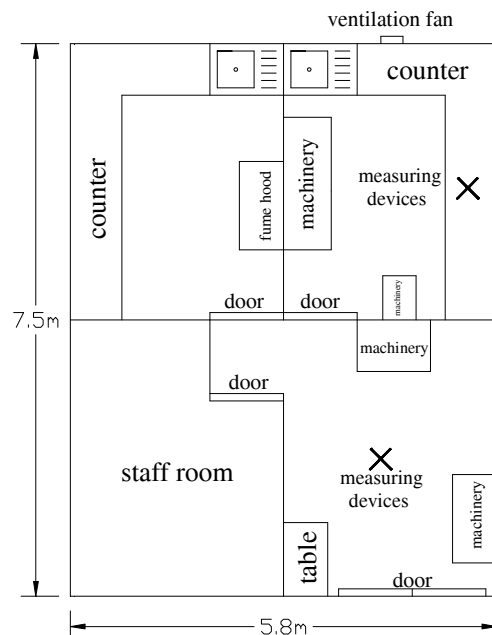 ventilation fan
counter
counter
fume hood
machinery
measuring
devices
machinery
door
door
7.5m
machinery
door
staff room
measuring
devices
machinery
table
door
5.8m